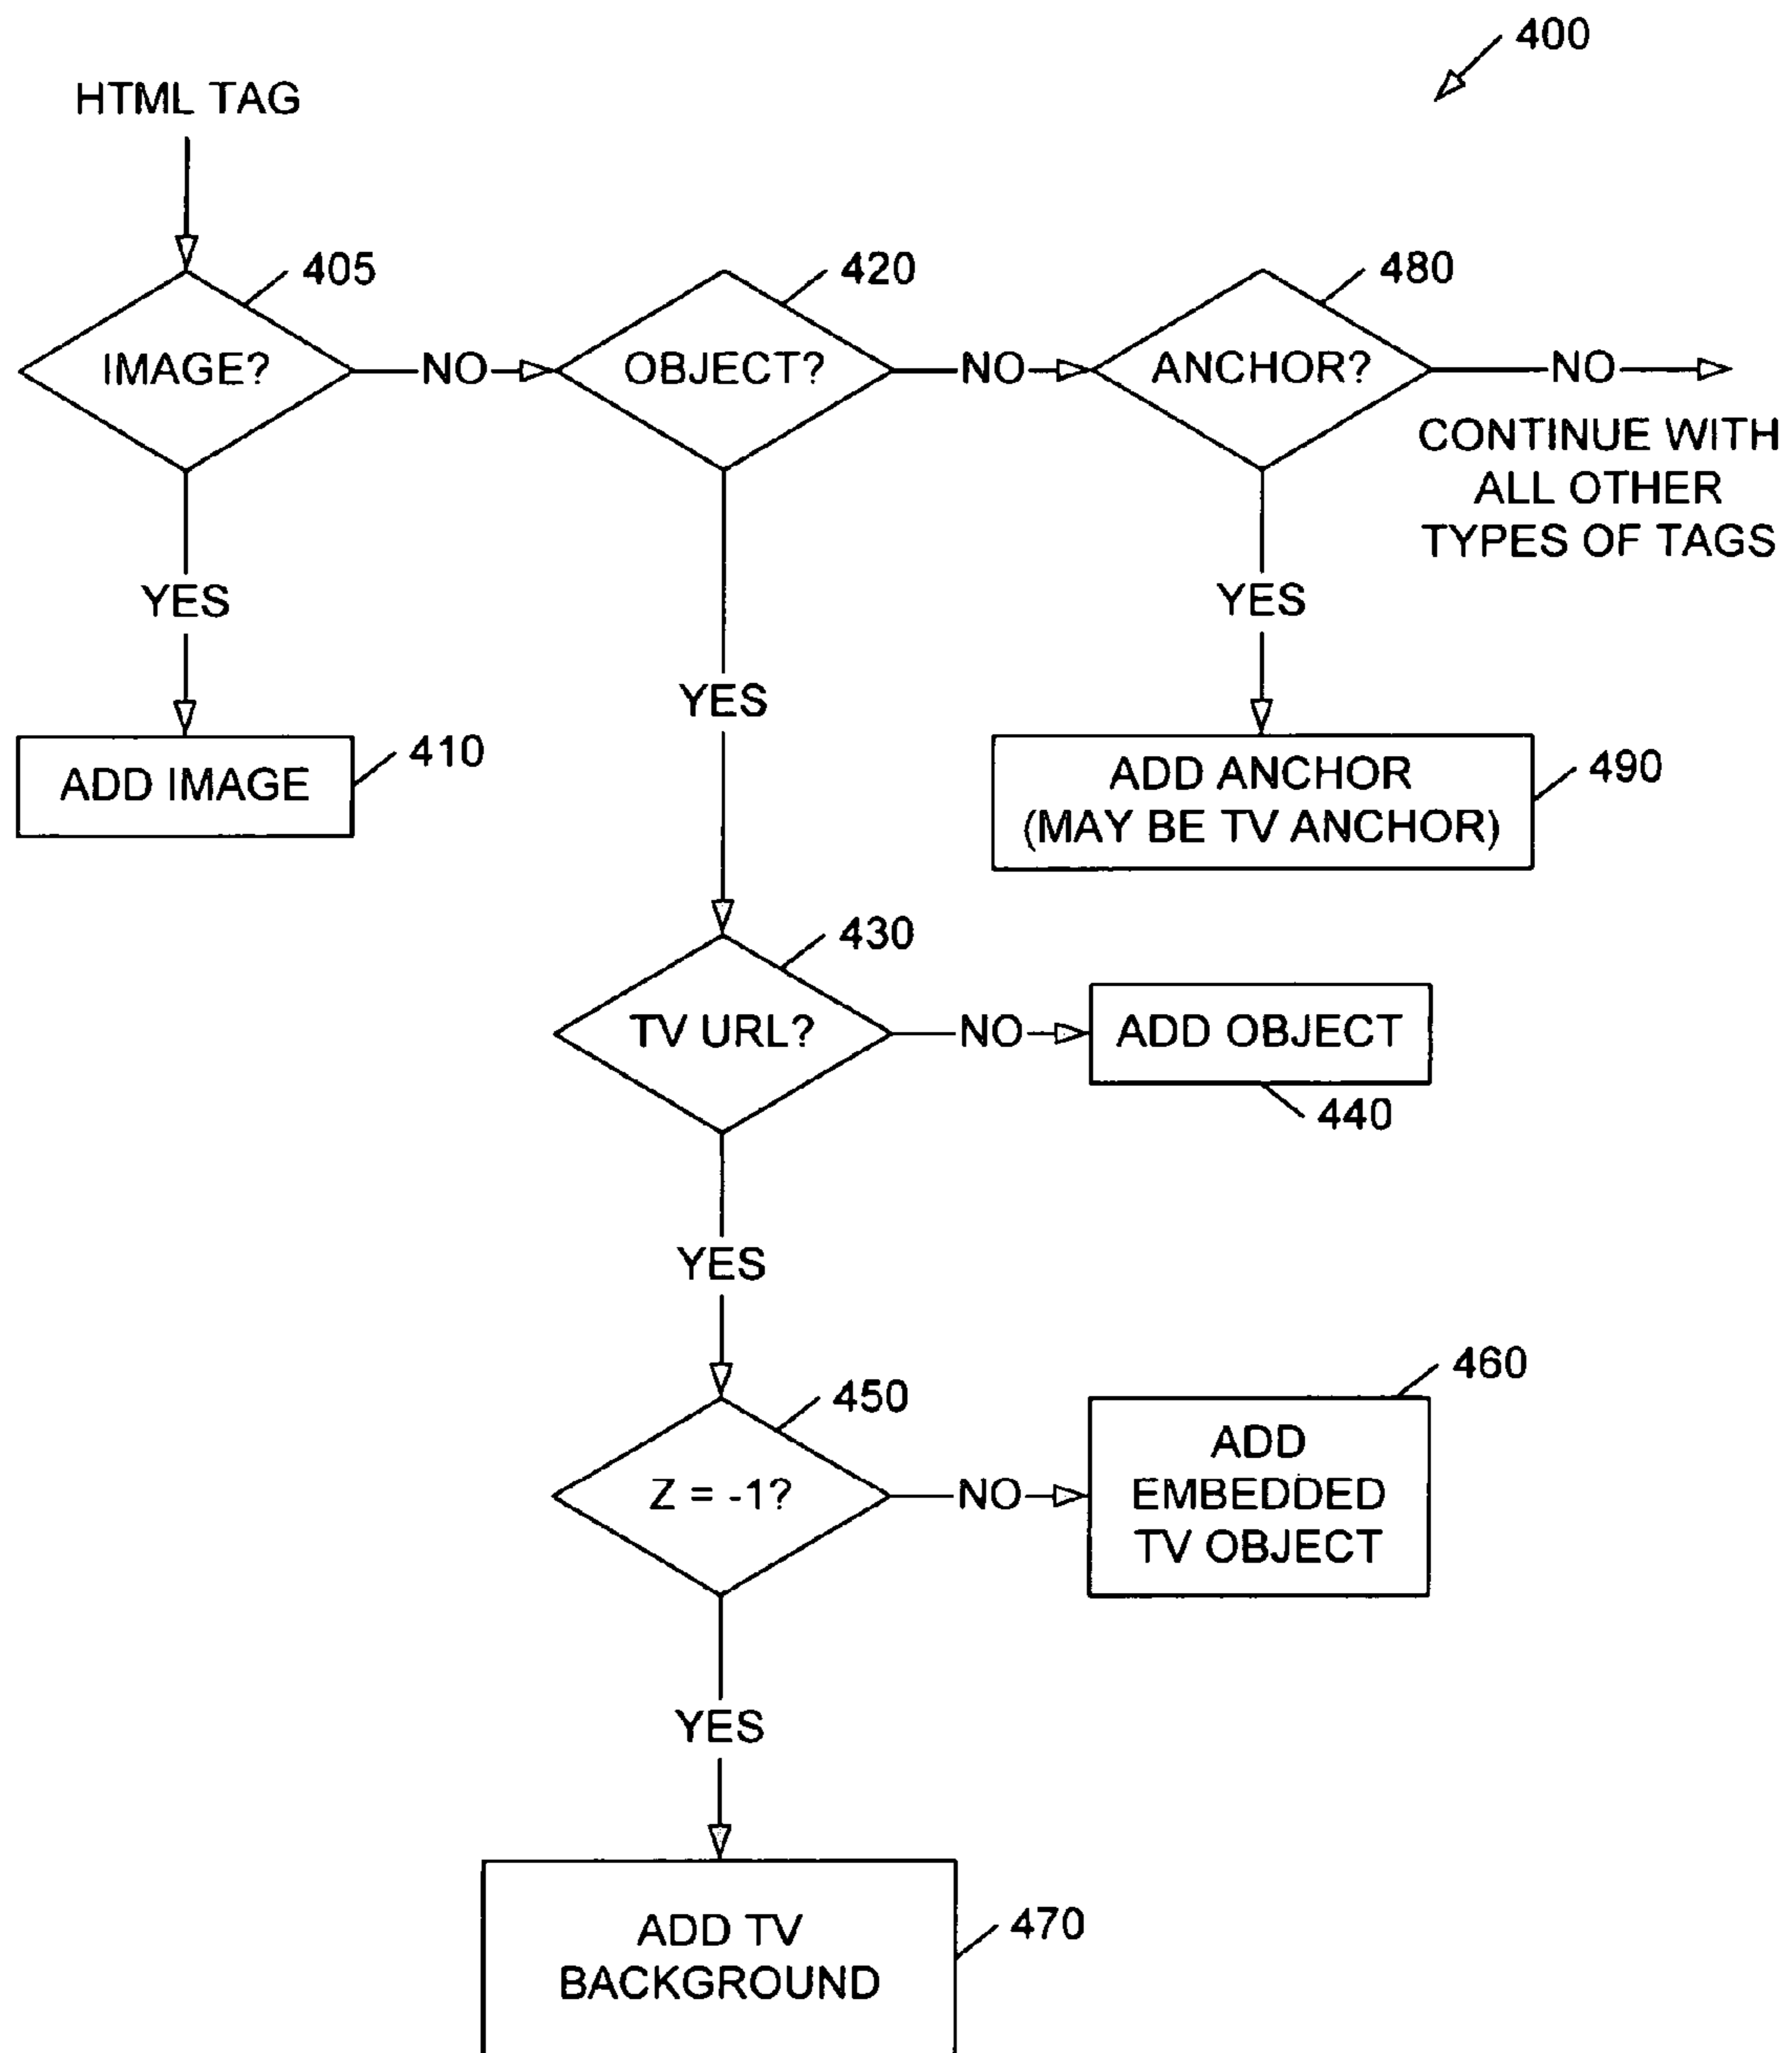 400
HTML TAG
405
420
480
IMAGE?
NO
OBJECT?
NO
ANCHOR?
NO
CONTINUE WITH
ALL OTHER
TYPES OF TAGS
YES
YES
YES
ADD IMAGE
410
ADD ANCHOR
(MAY BE TV ANCHOR)
490
430
TV URL?
NO
ADD OBJECT
440
YES
450
460
Z = -1?
NO
ADD
EMBEDDED
TV OBJECT
YES
ADD TV
BACKGROUND
470